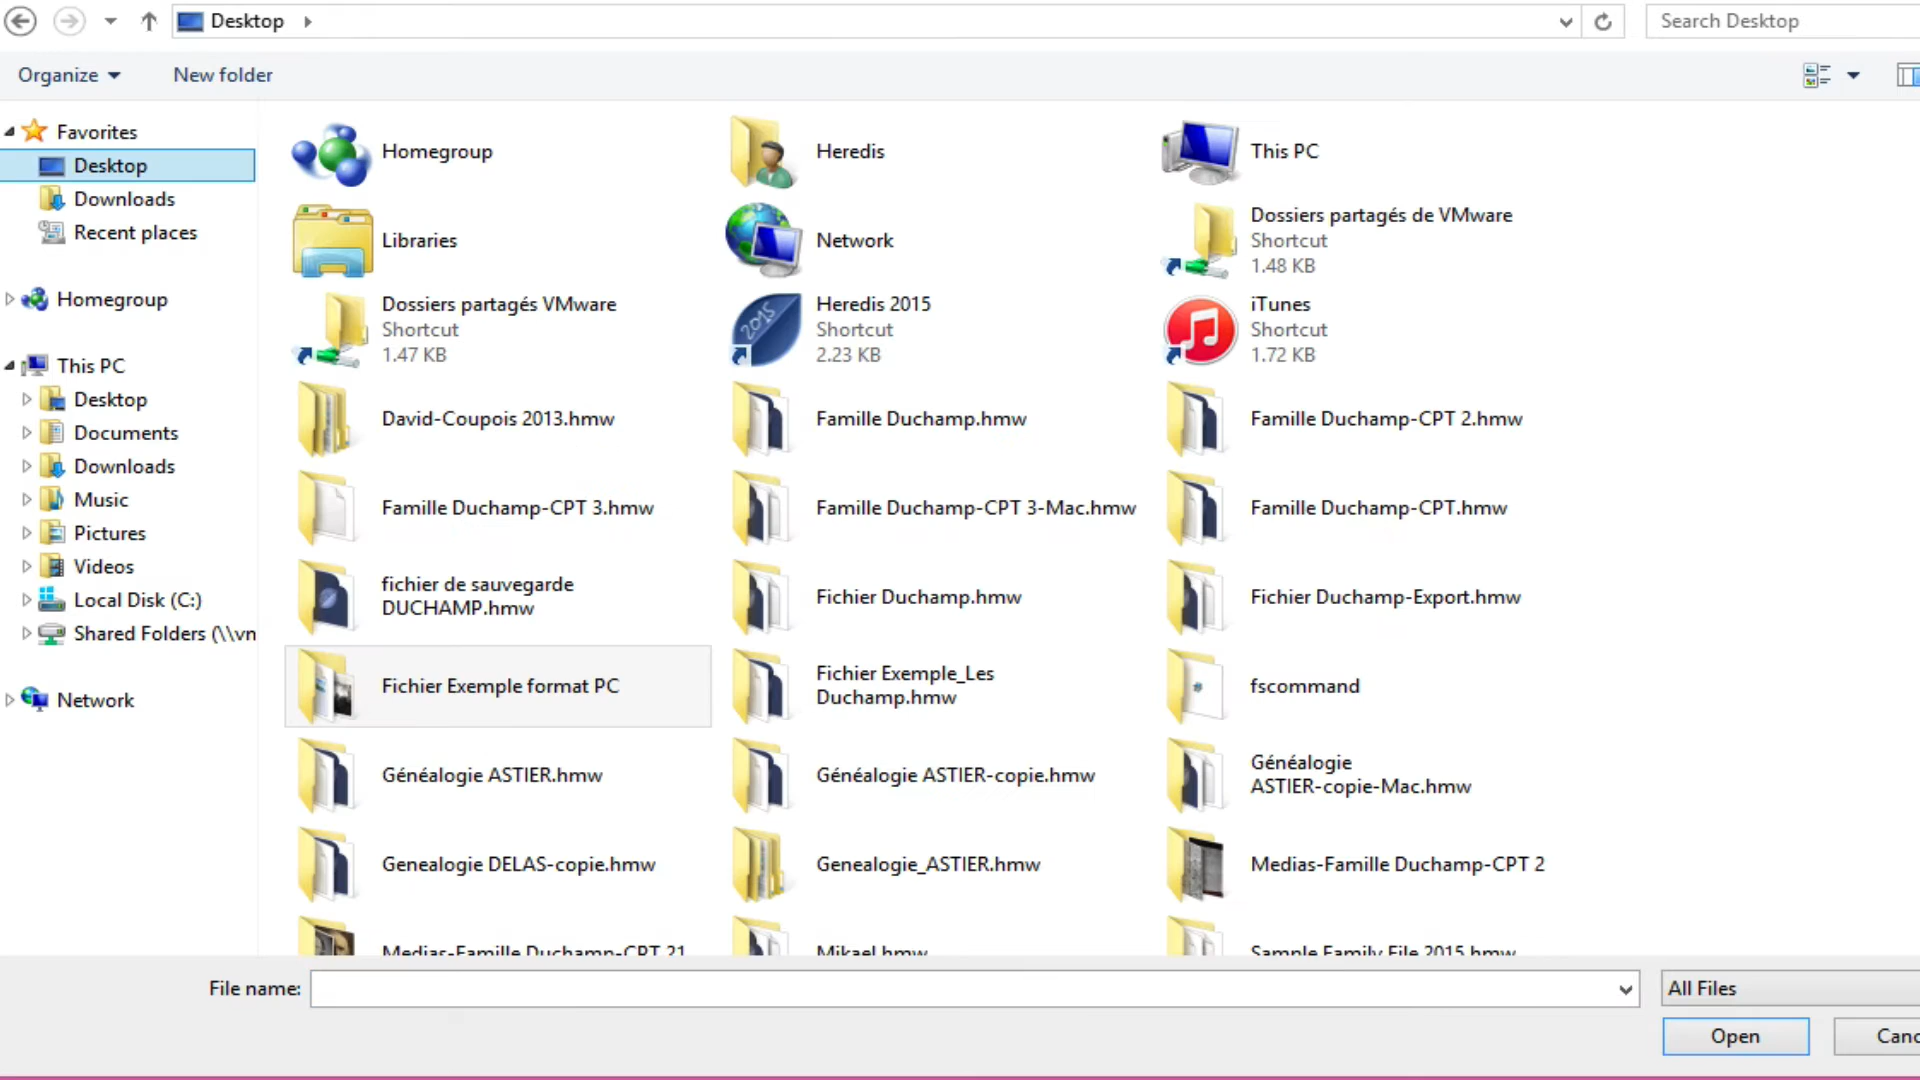 Desktop
Search Desktop
Organize
New folder
Favorites
Desktop
Downloads
Recent places
Homegroup
This PC
Desktop
Documents
Downloads
Music
Pictures
Videos
Local Disk (C:)
Shared Folders (\\vn
Network
Homegroup
Heredis
This PC
Libraries
Network
Dossiers partagés de VMware
Shortcut
1.48 KB
Dossiers partagés VMware
Shortcut
1.47 KB
Heredis 2015
Shortcut
2.23 KB
2015
iTunes
Shortcut
1.72 KB
David-Coupois 2013.hmw
Famille Duchamp.hmw
Famille Duchamp-CPT 2.hmw
Famille Duchamp-CPT 3.hmw
Famille Duchamp-CPT 3-Mac.hmw
Famille Duchamp-CPT.hmw
fichier de sauvegarde
DUCHAMP.hmw
Fichier Duchamp.hmw
Fichier Duchamp-Export.hmw
Fichier Exemple format PC
Fichier Exemple_Les
Duchamp.hmw
fscommand
Généalogie ASTIER.hmw
Généalogie ASTIER-copie.hmw
Généalogie
ASTIER-copie-Mac.hmw
Genealogie DELAS-copie.hmw
Genealogie_ASTIER.hmw
Medias-Famille Duchamp-CPT 2
Medias-Famille Duchamp-CPT 21
Mikael.hmw
Sample Family File 2015.hmw
File name:
All Files
Open
Canc